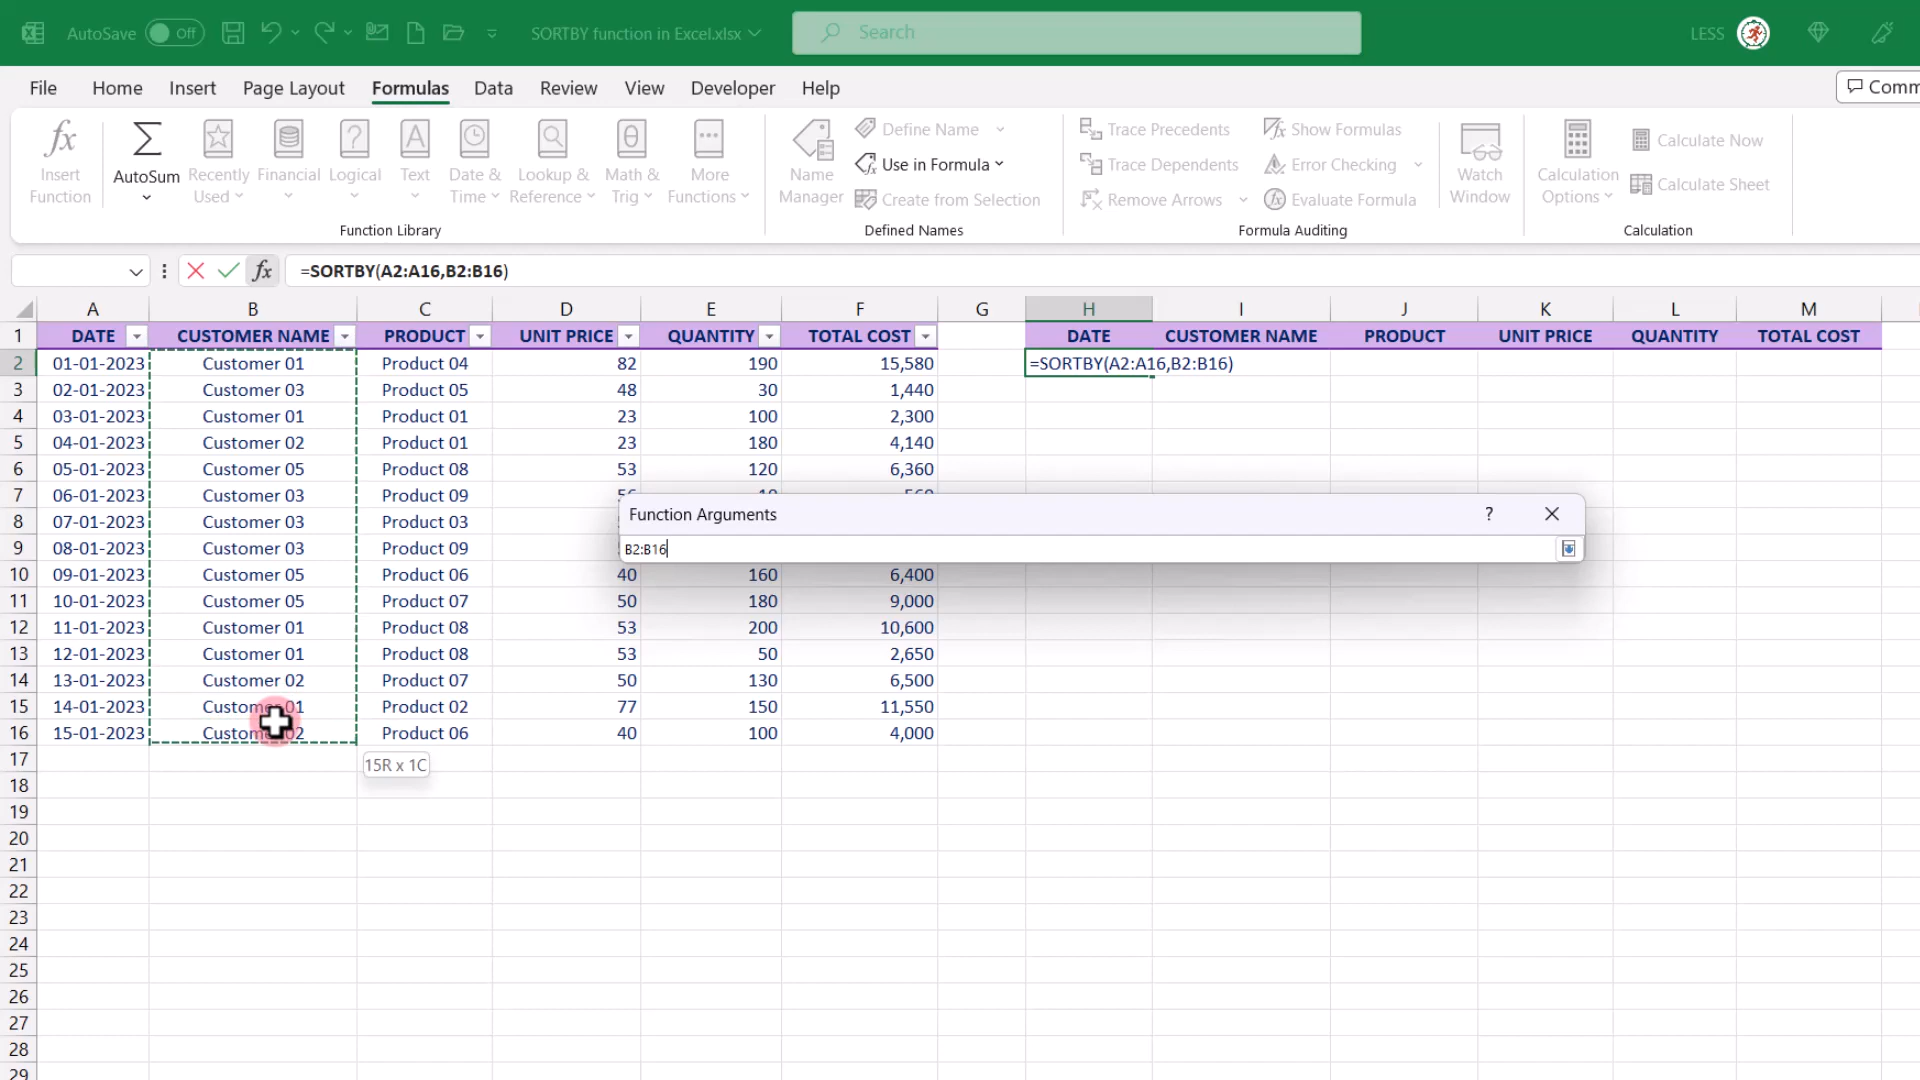 AutoSave Off SORTBY function in Excel.xlsx Search LESS
File Home Insert Page Layout Formulas Data Review View Developer Help Comm
Insert Function AutoSum Recently Used Financial Logical Text Date & Time Lookup & Reference Math & Trig More Functions
Function Library
Name Manager
Define Name
Use in Formula
Create from Selection
Defined Names
Trace Precedents
Trace Dependents
Remove Arrows
Show Formulas
Error Checking
Evaluate Formula
Formula Auditing
Watch Window
Calculation Options
Calculate Now
Calculate Sheet
Calculation
fx =SORTBY(A2:A16,B2:B16)
A B C D E F G H I J K L M
1 DATE CUSTOMER NAME PRODUCT UNIT PRICE QUANTITY TOTAL COST DATE CUSTOMER NAME PRODUCT UNIT PRICE QUANTITY TOTAL COST
2 01-01-2023 Customer 01 Product 04 82 190 15,580 =SORTBY(A2:A16,B2:B16)
3 02-01-2023 Customer 03 Product 05 48 30 1,440
4 03-01-2023 Customer 01 Product 01 23 100 2,300
5 04-01-2023 Customer 02 Product 01 23 180 4,140
6 05-01-2023 Customer 05 Product 08 53 120 6,360
7 06-01-2023 Customer 03 Product 09
8 07-01-2023 Customer 03 Product 03
9 08-01-2023 Customer 03 Product 09
Function Arguments ?
B2:B16
10 09-01-2023 Customer 05 Product 06 40 160 6,400
11 10-01-2023 Customer 05 Product 07 50 180 9,000
12 11-01-2023 Customer 01 Product 08 53 200 10,600
13 12-01-2023 Customer 01 Product 08 53 50 2,650
14 13-01-2023 Customer 02 Product 07 50 130 6,500
15 14-01-2023 Customer 01 Product 02 77 150 11,550
16 15-01-2023 Customer 02 Product 06 40 100 4,000
17 15R x 1C
18
19
20
21
22
23
24
25
26
27
28
29